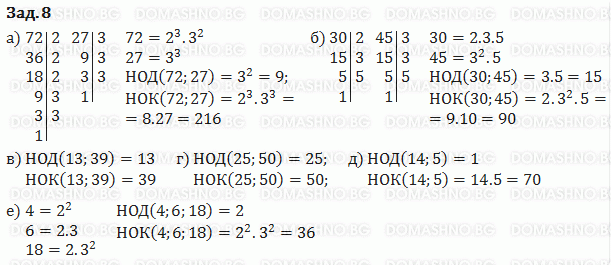 Зад. 8
а) 72|2 27|3 72 = 2³.3²
36|2 9|3 27 = 3³
18|2 3|3 НОД(72; 27) = 3² = 9;
9|3 1| НОК(72; 27) = 2³.3³ =
3|3 = 8.27 = 216
1|
б) 30|2 45|3 30 = 2.3.5
15|3 15|3 45 = 3².5
5|5 5|5 НОД(30; 45) = 3.5 = 15
1| 1| НОК(30; 45) = 2.3².5 =
= 9.10 = 90
в) НОД(13; 39) = 13
НОК(13; 39) = 39
г) НОД(25; 50) = 25;
НОК(25; 50) = 50;
д) НОД(14; 5) = 1
НОК(14; 5) = 14.5 = 70
е) 4 = 2² НОД(4; 6; 18) = 2
6 = 2.3 НОК(4; 6; 18) = 2².3² = 36
18 = 2.3²